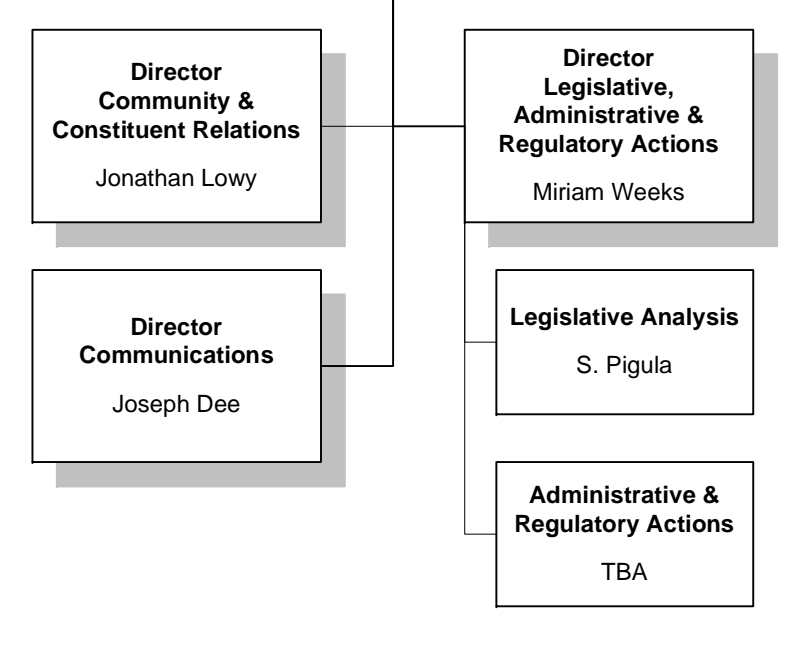 Director
Community &
Constituent Relations
Jonathan Lowy
Director
Legislative,
Administrative &
Regulatory Actions
Miriam Weeks
Director
Communications
Joseph Dee
Legislative Analysis
S. Pigula
Administrative &
Regulatory Actions
TBA